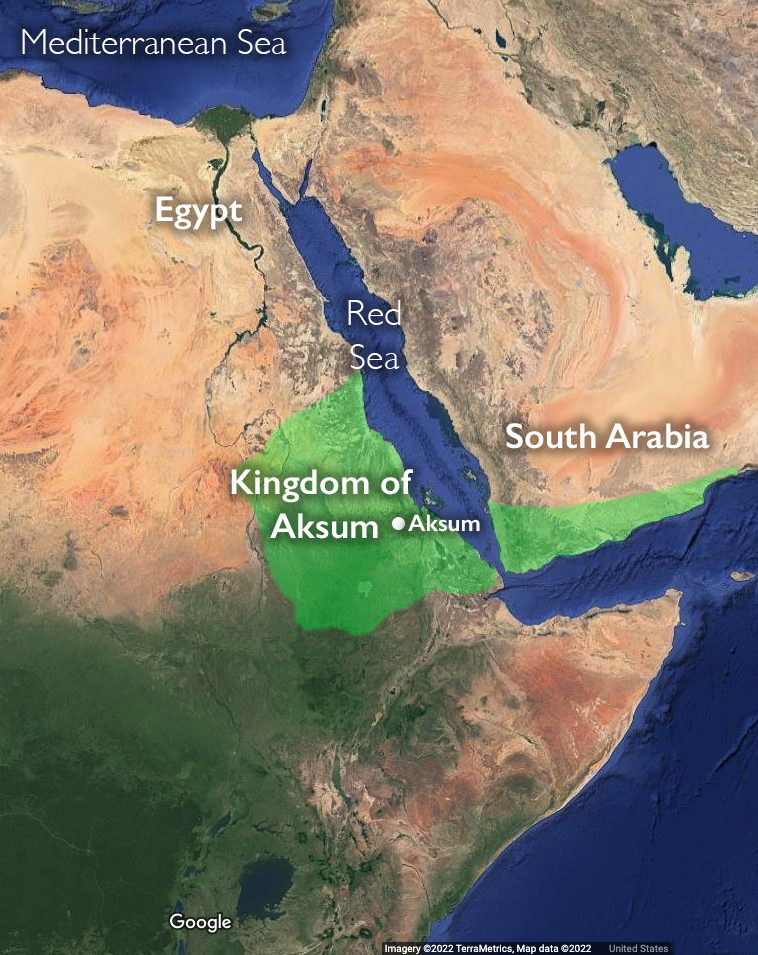 Mediterranean Sea
Egypt
Red
Sea
South Arabia
Kingdom of
Aksum
Aksum
Google
Imagery ©2022 TerraMetrics, Map data ©2022
United States